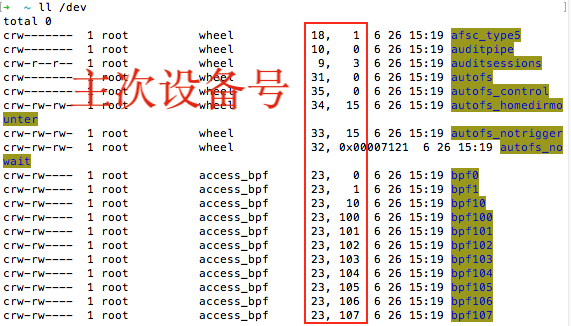 [➜  ~ ll /dev
total 0
crw-------  1 root  wheel  18,   1  6 26 15:19 afsc_type5
crw-------  1 root  wheel  10,   0  6 26 15:19 auditpipe
crw-r--r--  1 root  wheel  9,   3  6 26 15:19 auditsessions
crw-------  1 root  wheel  31,   0  6 26 15:19 autofs
crw-------  1 root  wheel  35,   0  6 26 15:19 autofs_control
crw-rw-rw-  1 root  wheel  34,  15  6 26 15:19 autofs_homedirmo
unter
主次设备号
crw-rw-rw-  1 root  wheel  33,  15  6 26 15:19 autofs_notrigger
crw-rw-rw-  1 root  wheel  32, 0x00007121  6 26 15:19 autofs_no
wait
crw-rw----  1 root  access_bpf  23,   0  6 26 15:19 bpf0
crw-rw----  1 root  access_bpf  23,   1  6 26 15:19 bpf1
crw-rw----  1 root  access_bpf  23,  10  6 26 15:19 bpf10
crw-rw----  1 root  access_bpf  23, 100  6 26 15:19 bpf100
crw-rw----  1 root  access_bpf  23, 101  6 26 15:19 bpf101
crw-rw----  1 root  access_bpf  23, 102  6 26 15:19 bpf102
crw-rw----  1 root  access_bpf  23, 103  6 26 15:19 bpf103
crw-rw----  1 root  access_bpf  23, 104  6 26 15:19 bpf104
crw-rw----  1 root  access_bpf  23, 105  6 26 15:19 bpf105
crw-rw----  1 root  access_bpf  23, 106  6 26 15:19 bpf106
crw-rw----  1 root  access_bpf  23, 107  6 26 15:19 bpf107